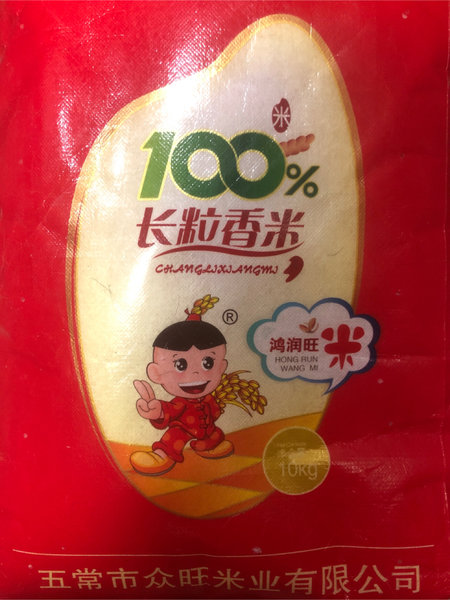 米
100%
长粒香米
CHANGLIXIANGMI
®
鸿润旺
米
HONG RUN
WANG MI
10kg
五常市众旺米业有限公司